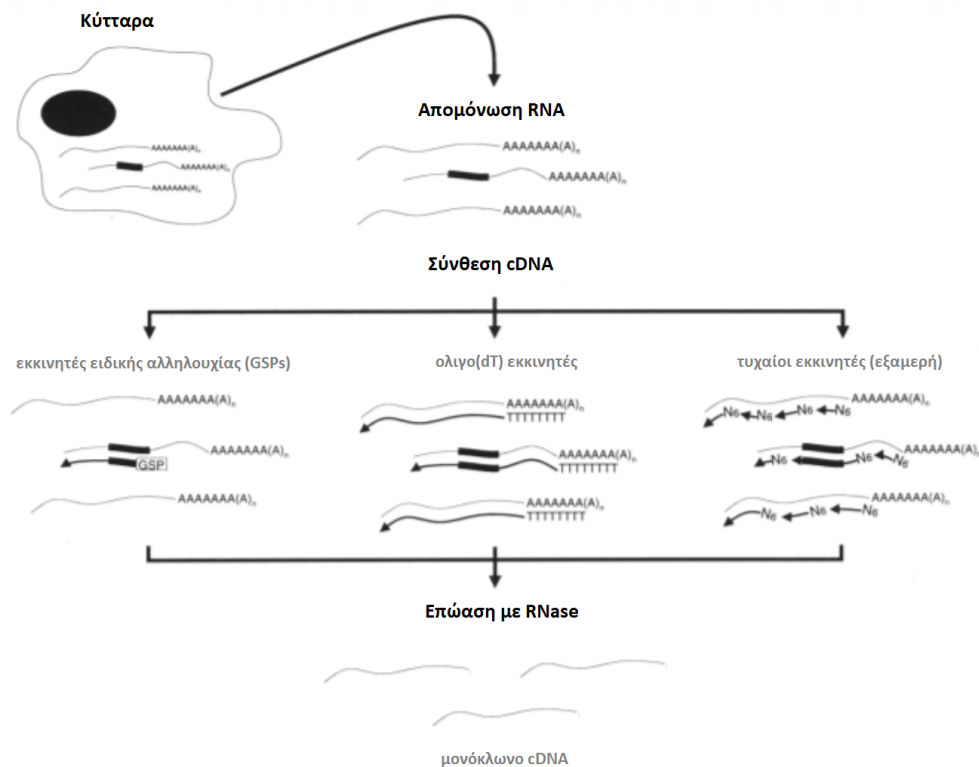 Κύτταρα
AAAAAAA(A)n
AAAAAAA(A)n
AAAAAAA(A)n
Απομόνωση RNA
AAAAAAA(A)n
AAAAAAA(A)n
AAAAAAA(A)n
Σύνθεση cDNA
εκκινητές ειδικής αλληλουχίας (GSPs)
ολιγο(dT) εκκινητές
τυχαίοι εκκινητές (εξαμερή)
AAAAAAA(A)n
AAAAAAA(A)n
GSP
AAAAAAA(A)n
AAAAAAA(A)n
TTTTTTTT
AAAAAAA(A)n
TTTTTTTT
AAAAAAA(A)n
TTTTTTTT
AAAAAAA(A)n
N6 N6 N6 N6
AAAAAAA(A)n
N6 N6 N6
AAAAAAA(A)n
N6 N6 N6
Επώαση με RNase
μονόκλωνο cDNA